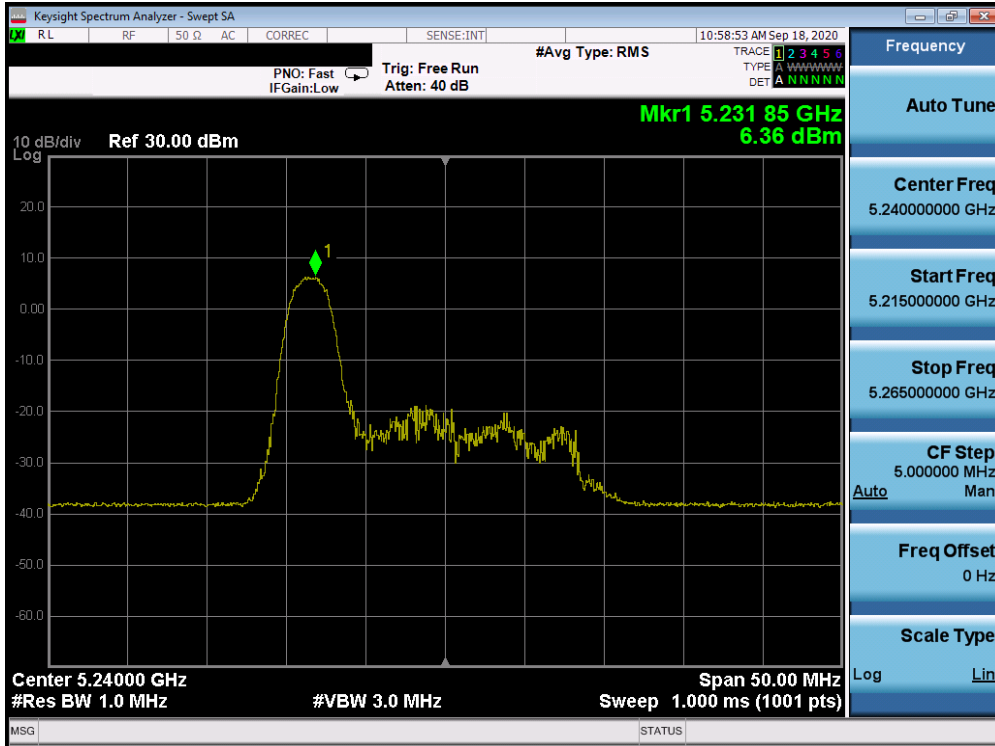 Keysight Spectrum Analyzer - Swept SA
LXI RL RF 50 Ω AC CORREC SENSE:INT 10:58:53 AM Sep 18, 2020
#Avg Type: RMS TRACE 1 2 3 4 5 6
PNO: Fast Trig: Free Run TYPE A WWWWW
IFGain:Low Atten: 40 dB DET A N N N N N
Mkr1 5.231 85 GHz
6.36 dBm
10 dB/div Ref 30.00 dBm
Log
1
20.0
10.0
0.00
-10.0
-20.0
-30.0
-40.0
-50.0
-60.0
Center 5.24000 GHz Span 50.00 MHz
#Res BW 1.0 MHz #VBW 3.0 MHz Sweep 1.000 ms (1001 pts)
MSG STATUS
Frequency
Auto Tune
Center Freq
5.240000000 GHz
Start Freq
5.215000000 GHz
Stop Freq
5.265000000 GHz
CF Step
5.000000 MHz
Auto Man
Freq Offset
0 Hz
Scale Type
Log Lin